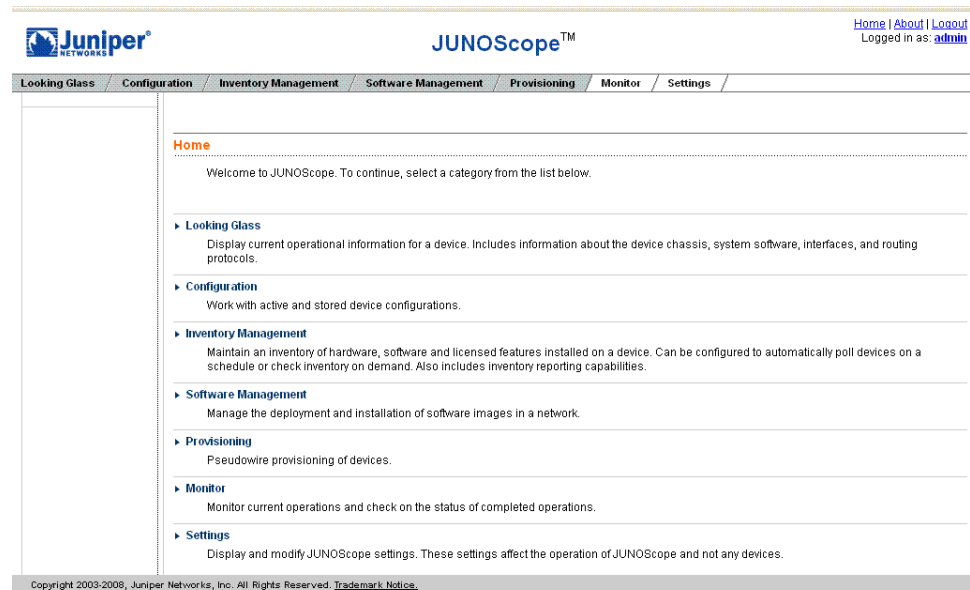 Juniper®
NETWORKS
JUNOScope™
Home | About | Logout
Logged in as: admin
Looking Glass / Configuration / Inventory Management / Software Management / Provisioning / Monitor / Settings /
Home
Welcome to JUNOScope. To continue, select a category from the list below.
Looking Glass
Display current operational information for a device. Includes information about the device chassis, system software, interfaces, and routing
protocols.
Configuration
Work with active and stored device configurations.
Inventory Management
Maintain an inventory of hardware, software and licensed features installed on a device. Can be configured to automatically poll devices on a
schedule or check inventory on demand. Also includes inventory reporting capabilities.
Software Management
Manage the deployment and installation of software images in a network.
Provisioning
Pseudowire provisioning of devices.
Monitor
Monitor current operations and check on the status of completed operations.
Settings
Display and modify JUNOScope settings. These settings affect the operation of JUNOScope and not any devices.
Copyright 2003-2008, Juniper Networks, Inc. All Rights Reserved. Trademark Notice.